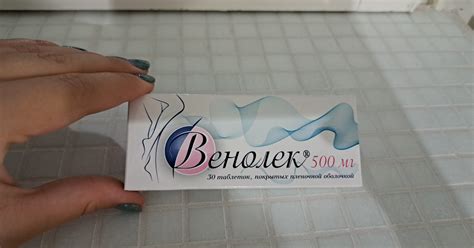 Венолек® 500 мг
30 таблеток, покрытых пленочной оболочкой